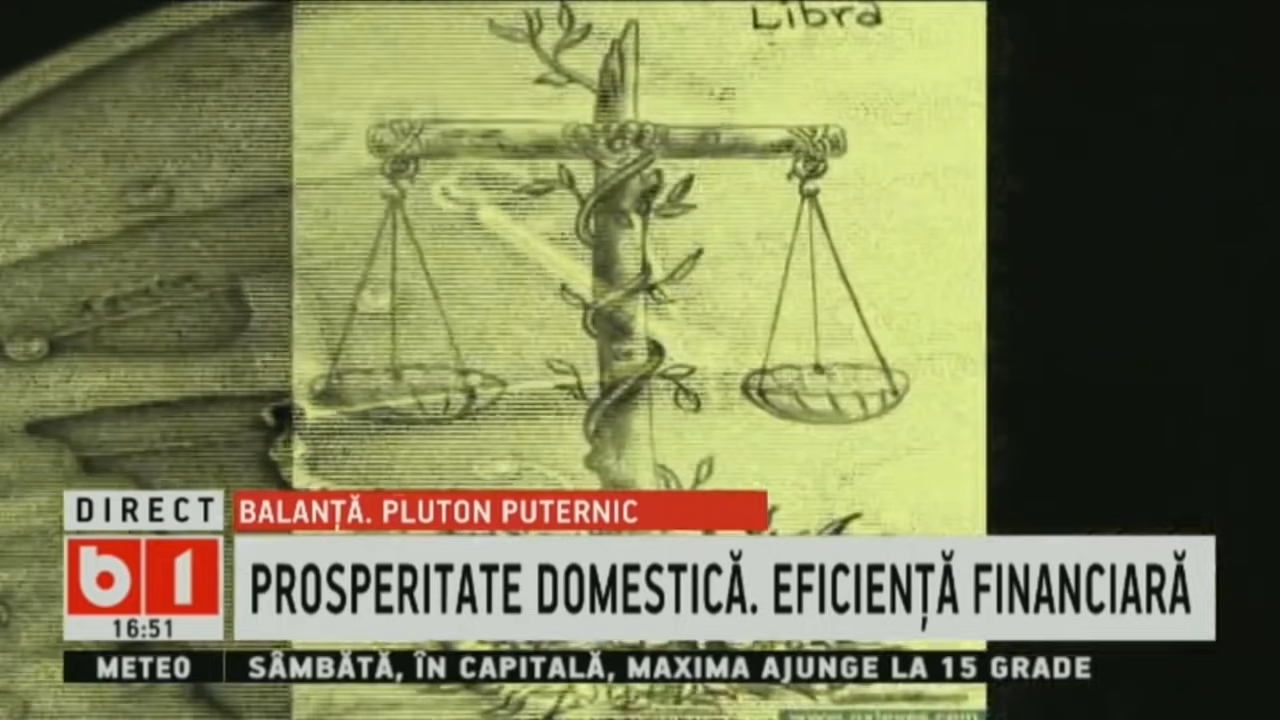 Libra
DIRECT
BALANȚĂ. PLUTON PUTERNIC
b1
PROSPERITATE DOMESTICĂ. EFICIENȚĂ FINANCIARĂ
16:51
METEO
SÂMBĂTĂ, ÎN CAPITALĂ, MAXIMA AJUNGE LA 15 GRADE